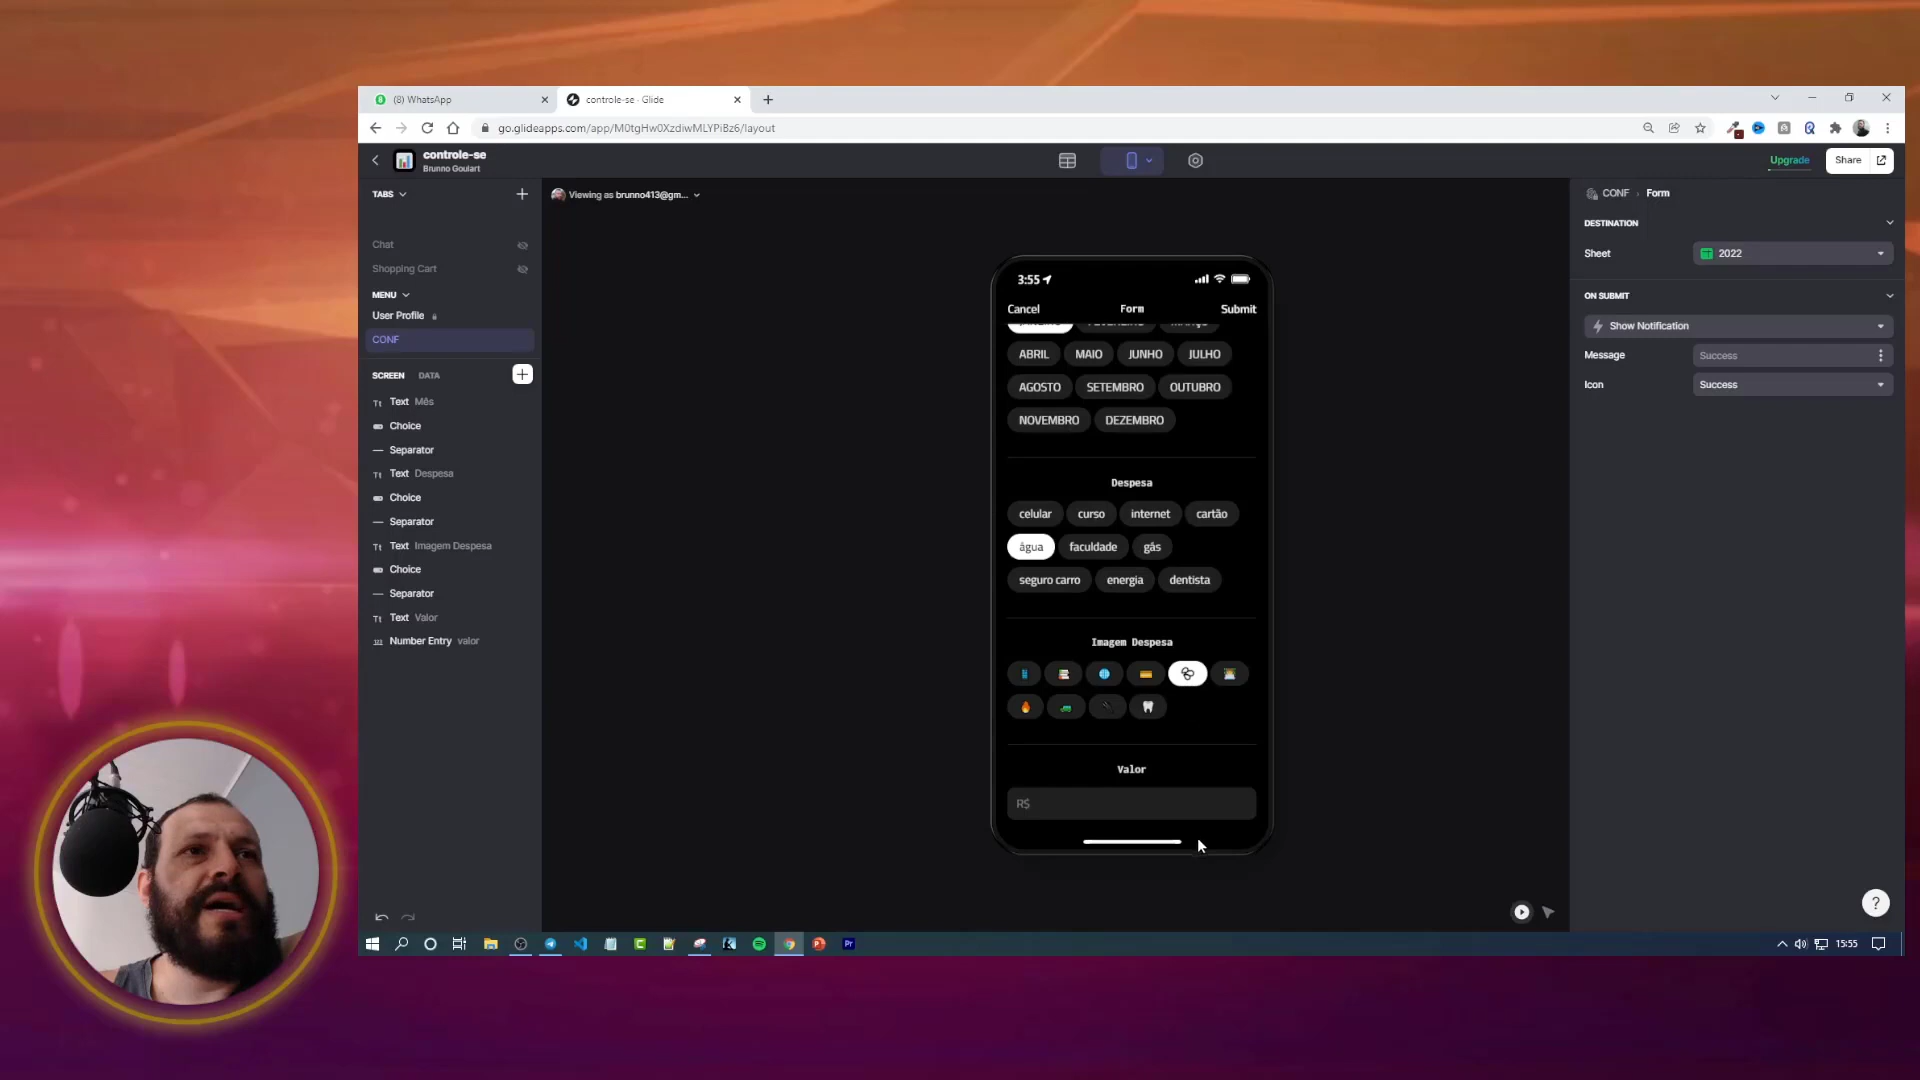 (8) WhatsApp
controle-se - Glide
go.glideapps.com/app/M0tgHw0XzdiwMLYPiBz6/layout
controle-se
Brunno Goulart
Upgrade
Share
TABS
Viewing as brunno413@gm...
CONF
Form
Chat
Shopping Cart
MENU
User Profile
CONF
SCREEN
DATA
Text Mês
Choice
Separator
Text Despesa
Choice
Separator
Text Imagem Despesa
Choice
Separator
Text Valor
Number Entry valor
3:55
Cancel
Form
Submit
JANEIRO FEVEREIRO MARÇO
ABRIL MAIO JUNHO JULHO
AGOSTO SETEMBRO OUTUBRO
NOVEMBRO DEZEMBRO
Despesa
celular curso internet cartão
água faculdade gás
seguro carro energia dentista
Imagem Despesa
Valor
R$
DESTINATION
Sheet
2022
ON SUBMIT
Show Notification
Message
Success
Icon
Success
?
Pr
15:55